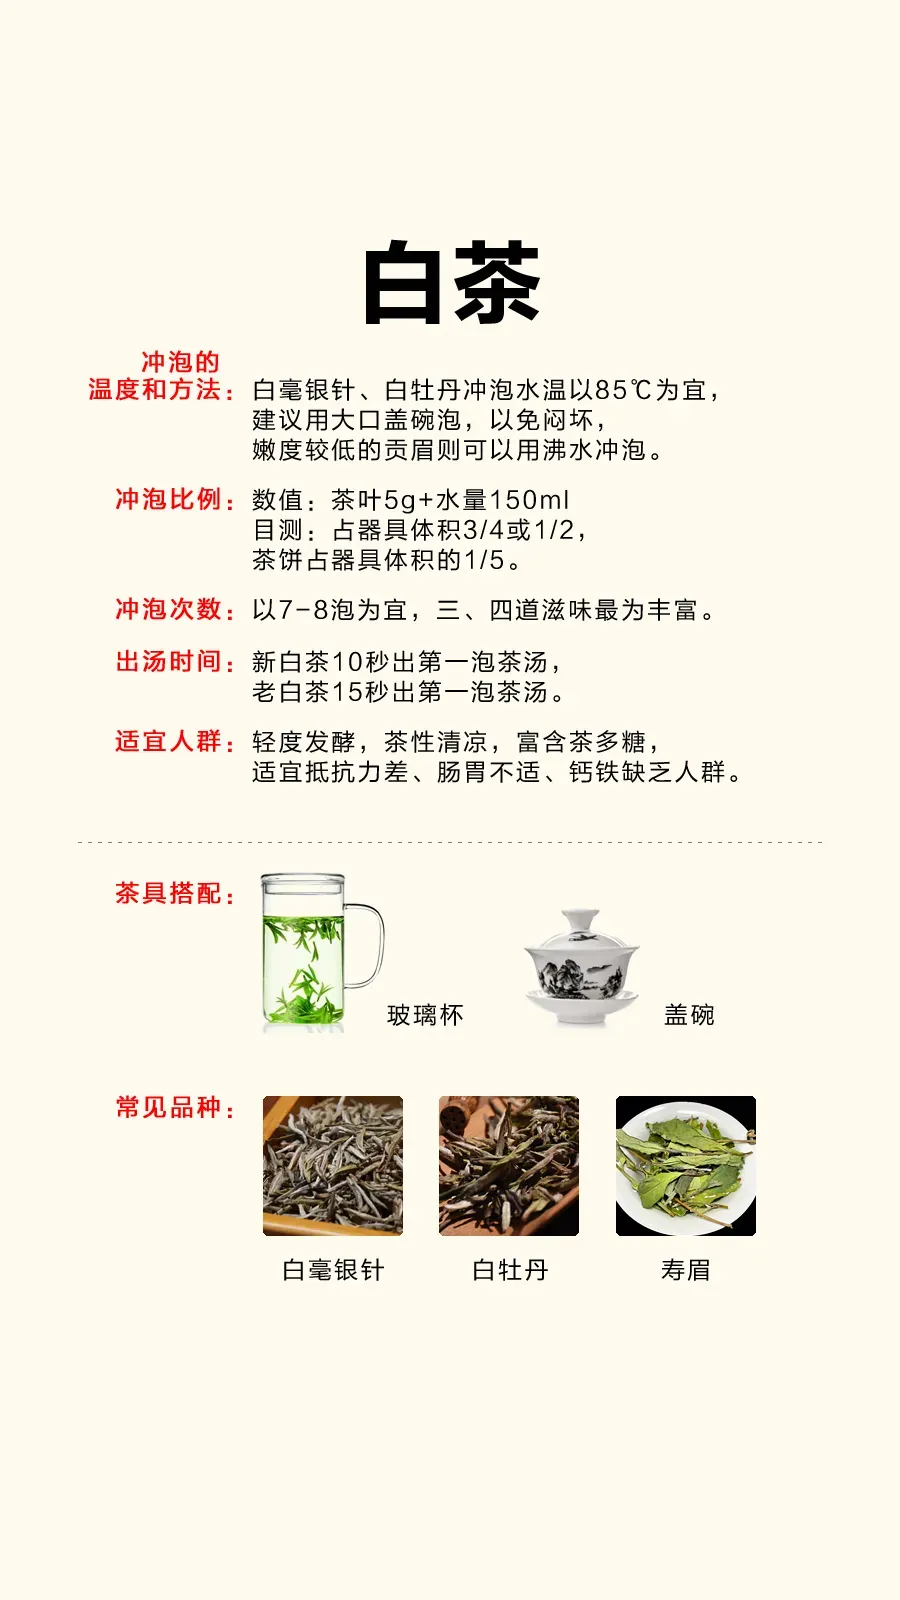 白茶
冲泡的
温度和方法：白毫银针、白牡丹冲泡水温以85℃为宜，
建议用大口盖碗泡，以免闷坏，
嫩度较低的贡眉则可以用沸水冲泡。
冲泡比例：数值：茶叶5g+水量150ml
目测：占器具体积3/4或1/2，
茶饼占器具体积的1/5。
冲泡次数：以7-8泡为宜，三、四道滋味最为丰富。
出汤时间：新白茶10秒出第一泡茶汤，
老白茶15秒出第一泡茶汤。
适宜人群：轻度发酵，茶性清凉，富含茶多糖，
适宜抵抗力差、肠胃不适、钙铁缺乏人群。
茶具搭配：
玻璃杯 盖碗
常见品种：
白毫银针 白牡丹 寿眉